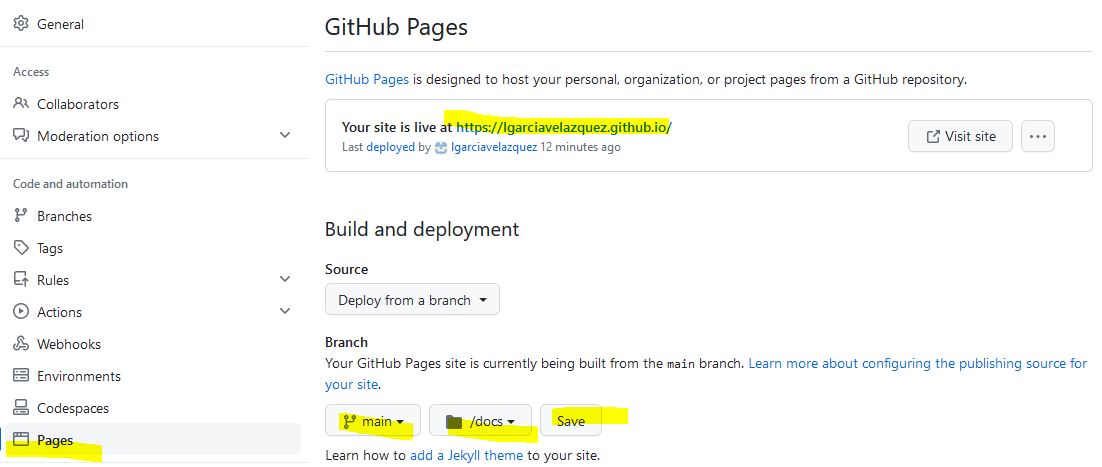 General
Access
Collaborators
Moderation options
Code and automation
Branches
Tags
Rules
Actions
Webhooks
Environments
Codespaces
Pages
GitHub Pages
GitHub Pages is designed to host your personal, organization, or project pages from a GitHub repository.
Your site is live at https://lgarciavelazquez.github.io/
Last deployed by lgarciavelazquez 12 minutes ago
Visit site
Build and deployment
Source
Deploy from a branch
Branch
Your GitHub Pages site is currently being built from the main branch. Learn more about configuring the publishing source for
your site.
main
/docs
Save
Learn how to add a Jekyll theme to your site.